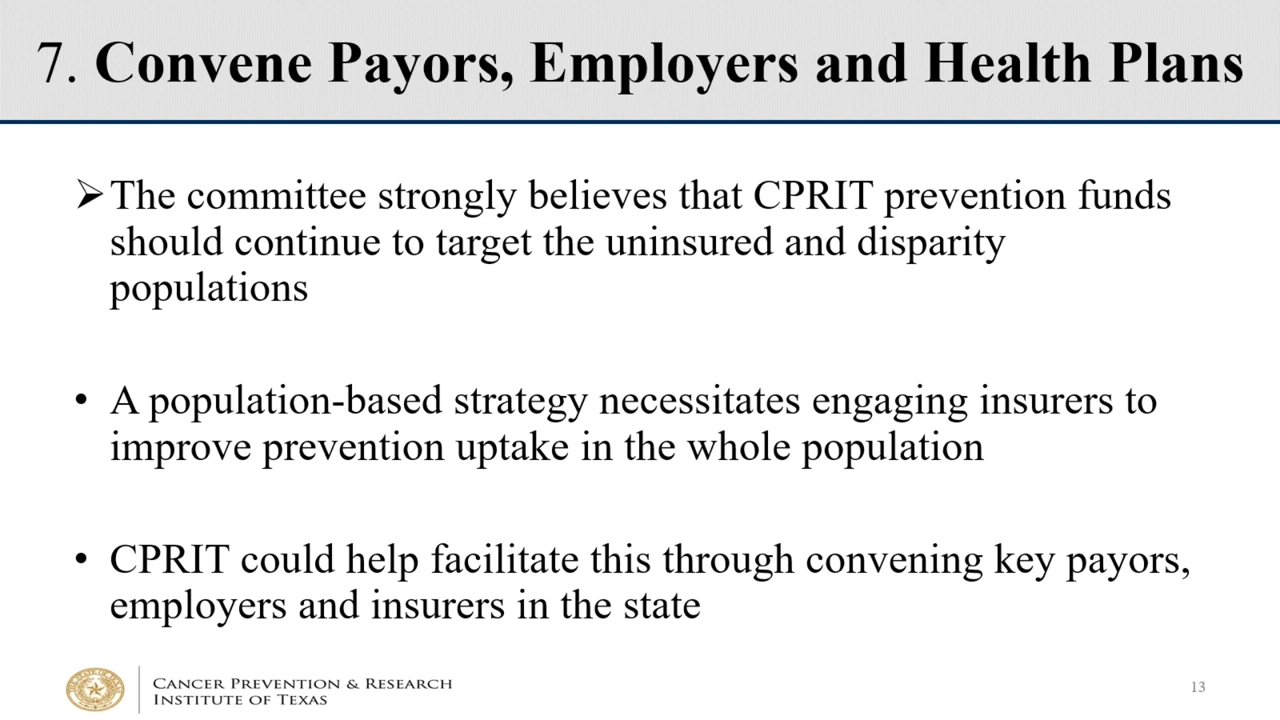 7. Convene Payors, Employers and Health Plans
➢The committee strongly believes that CPRIT prevention funds
should continue to target the uninsured and disparity
populations
• A population-based strategy necessitates engaging insurers to
improve prevention uptake in the whole population
• CPRIT could help facilitate this through convening key payors,
employers and insurers in the state
CANCER PREVENTION & RESEARCH
INSTITUTE OF TEXAS
13